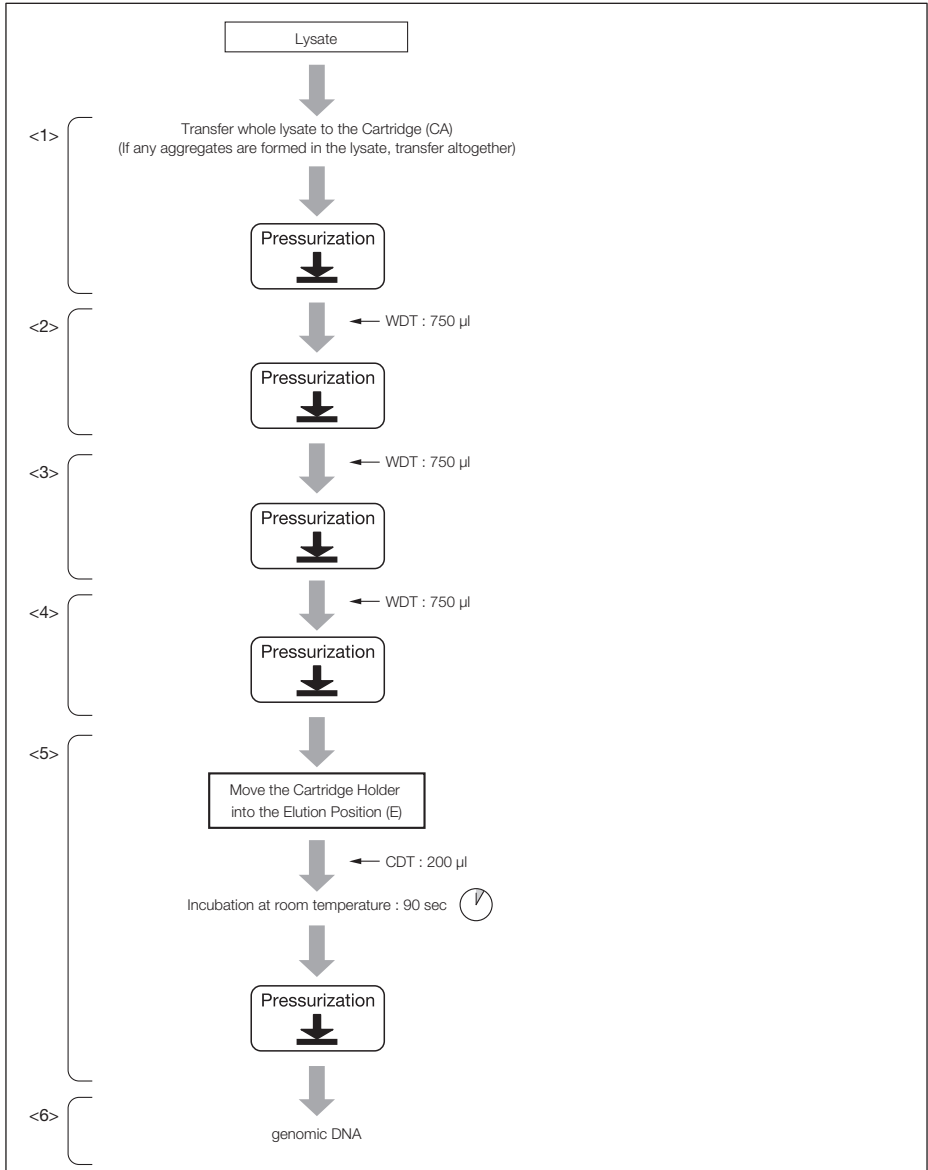 Lysate
<1>
Transfer whole lysate to the Cartridge (CA)
(If any aggregates are formed in the lysate, transfer altogether)
Pressurization
<2>
WDT : 750 µl
Pressurization
<3>
WDT : 750 µl
Pressurization
<4>
WDT : 750 µl
Pressurization
<5>
Move the Cartridge Holder
into the Elution Position (E)
CDT : 200 µl
Incubation at room temperature : 90 sec
Pressurization
<6>
genomic DNA